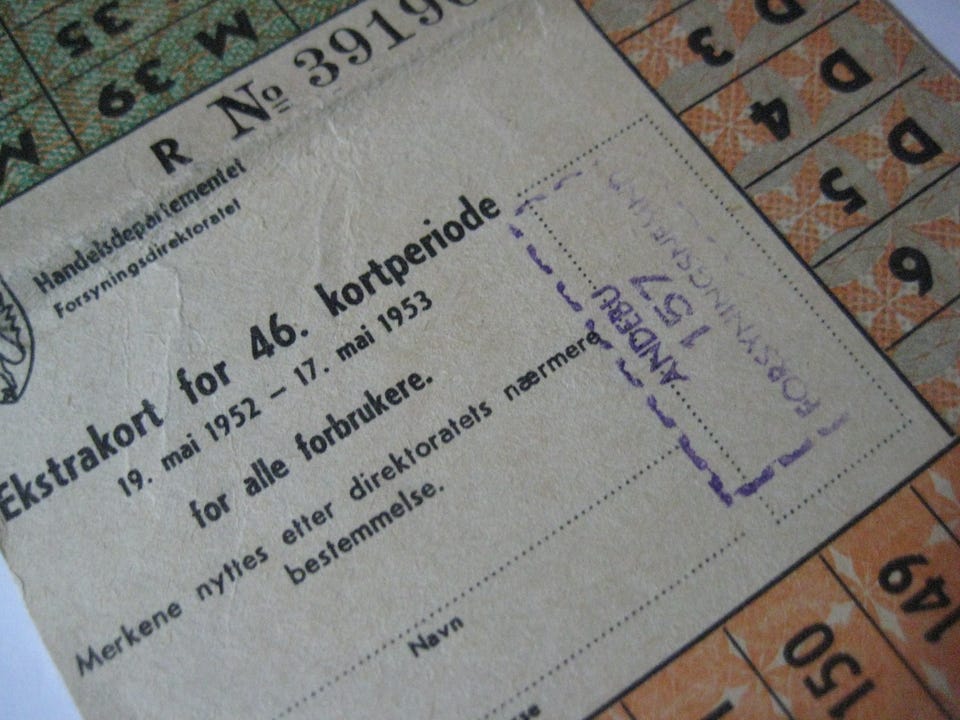 35
M
39
M
R № 39190
Handelsdepartementet
Forsyningsdirektoratet
Ekstrakort for 46. kortperiode
19. mai 1952 — 17. mai 1953
for alle forbrukere.
Merkene nyttes etter direktoratets nærmere
bestemmelse.
Navn
FORSYNINGSNEMND
157
ANDEBU
D
3
D
4
D
5
6
149
150